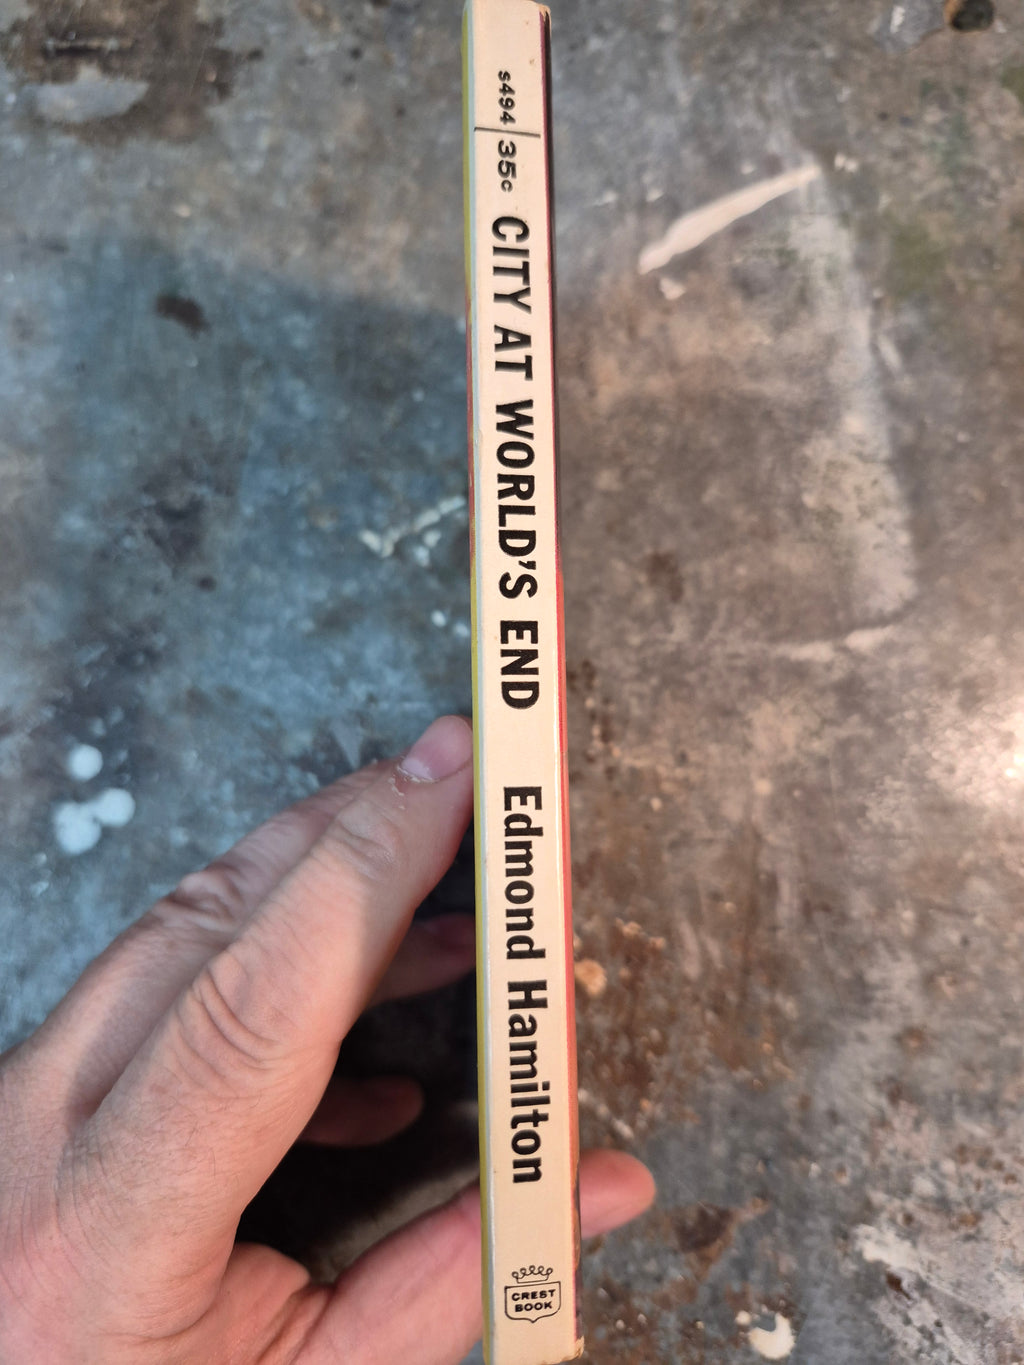 s494
35c
CITY AT WORLD'S END
Edmond Hamilton
CREST
BOOK